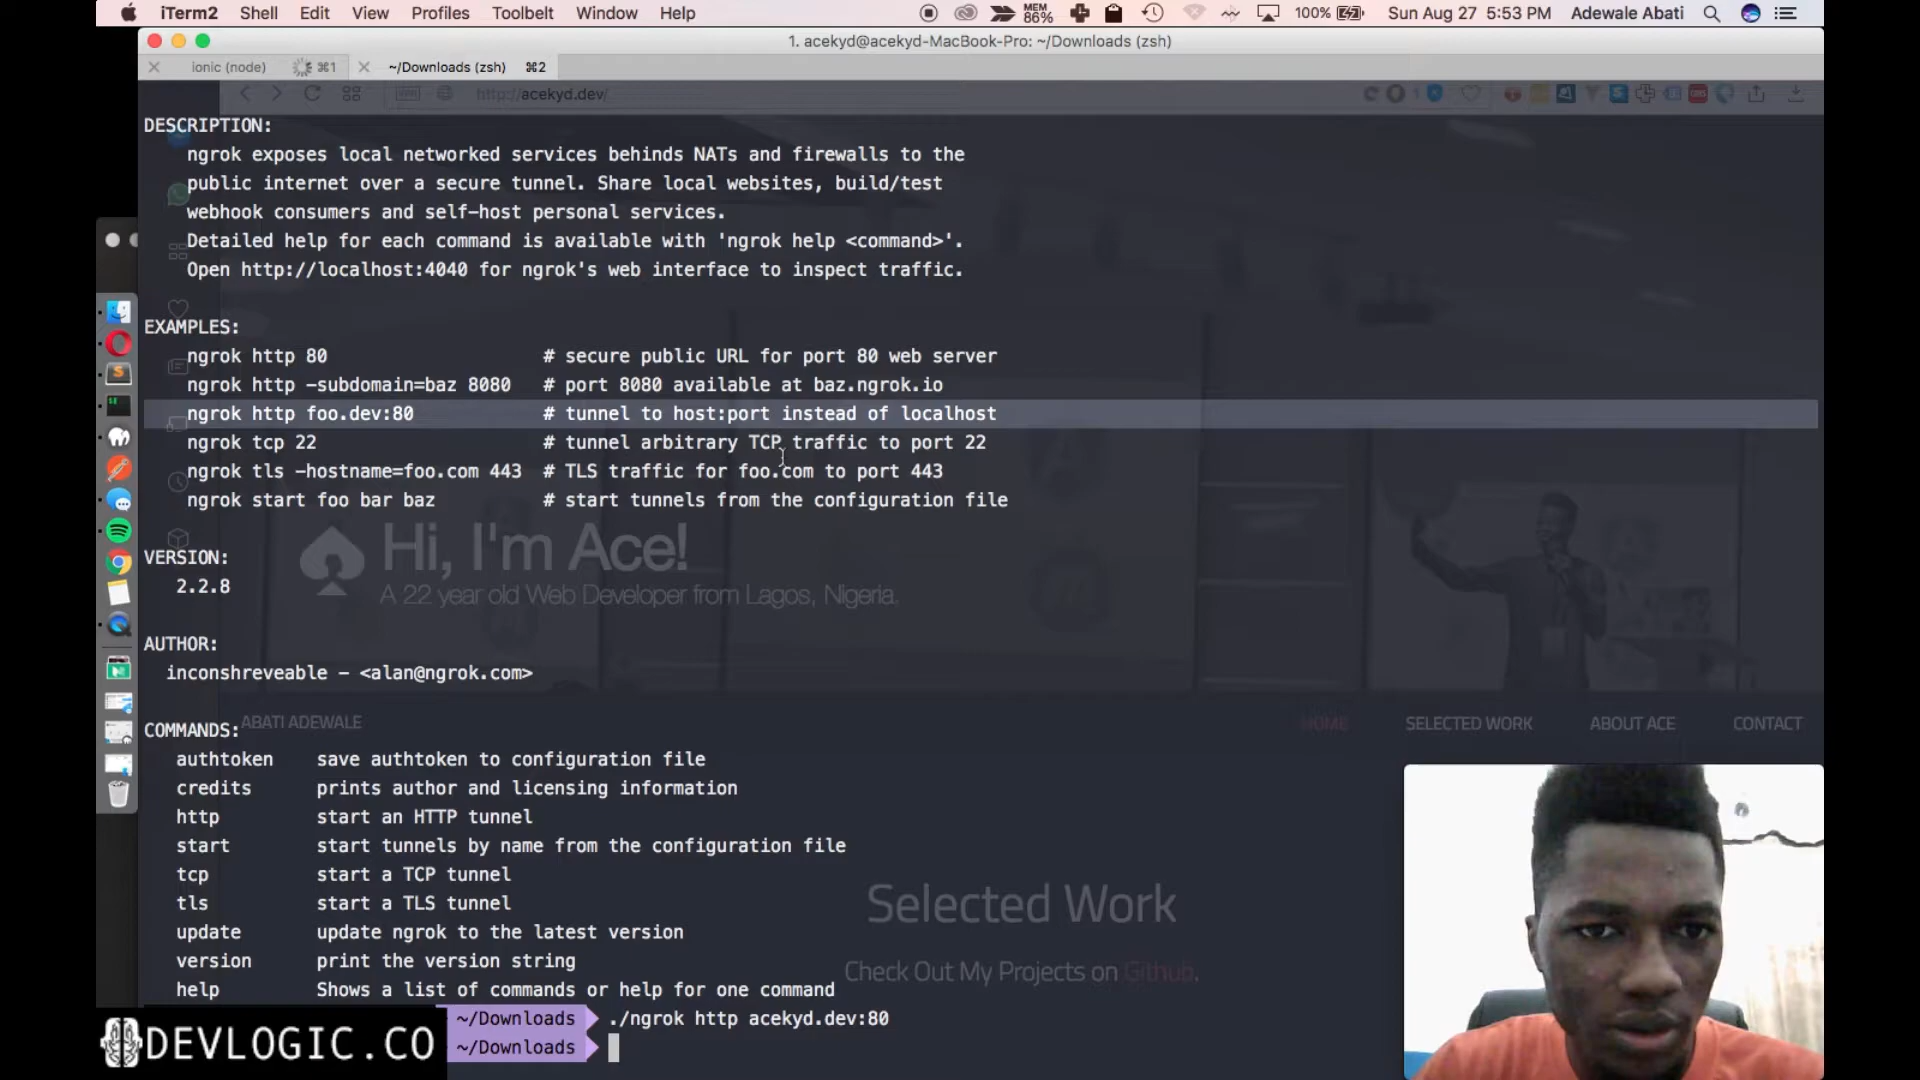 iTerm2 Shell Edit View Profiles Toolbelt Window Help MEM 86% 100% Sun Aug 27 5:53 PM Adewale Abati
1. acekyd@acekyd-MacBook-Pro: ~/Downloads (zsh)
ionic (node) ⌘1 ~/Downloads (zsh) ⌘2
http://acekyd.dev/
DESCRIPTION:
ngrok exposes local networked services behinds NATs and firewalls to the
public internet over a secure tunnel. Share local websites, build/test
webhook consumers and self-host personal services.
Detailed help for each command is available with 'ngrok help <command>'.
Open http://localhost:4040 for ngrok's web interface to inspect traffic.
EXAMPLES:
ngrok http 80 # secure public URL for port 80 web server
ngrok http -subdomain=baz 8080 # port 8080 available at baz.ngrok.io
ngrok http foo.dev:80 # tunnel to host:port instead of localhost
ngrok tcp 22 # tunnel arbitrary TCP traffic to port 22
ngrok tls -hostname=foo.com 443 # TLS traffic for foo.com to port 443
ngrok start foo bar baz # start tunnels from the configuration file
Hi, I'm Ace!
A 22 year old Web Developer from Lagos, Nigeria.
VERSION:
2.2.8
AUTHOR:
inconshreveable - <alan@ngrok.com>
ABATI ADEWALE HOME SELECTED WORK ABOUT ACE CONTACT
COMMANDS:
authtoken save authtoken to configuration file
credits prints author and licensing information
http start an HTTP tunnel
start start tunnels by name from the configuration file
tcp start a TCP tunnel
tls start a TLS tunnel
update update ngrok to the latest version
version print the version string
help Shows a list of commands or help for one command
Selected Work
Check Out My Projects on Github.
~/Downloads ./ngrok http acekyd.dev:80
~/Downloads
DEVLOGIC.CO